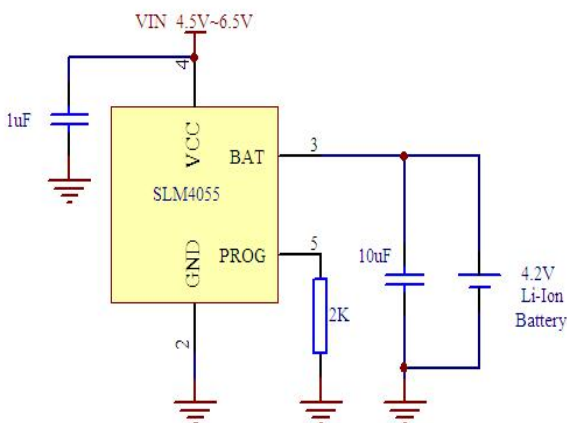 VIN 4.5V~6.5V
4
1uF
VCC
BAT
3
SLM4055
GND
PROG
5
10uF
4.2V
Li-Ion
Battery
2K
2